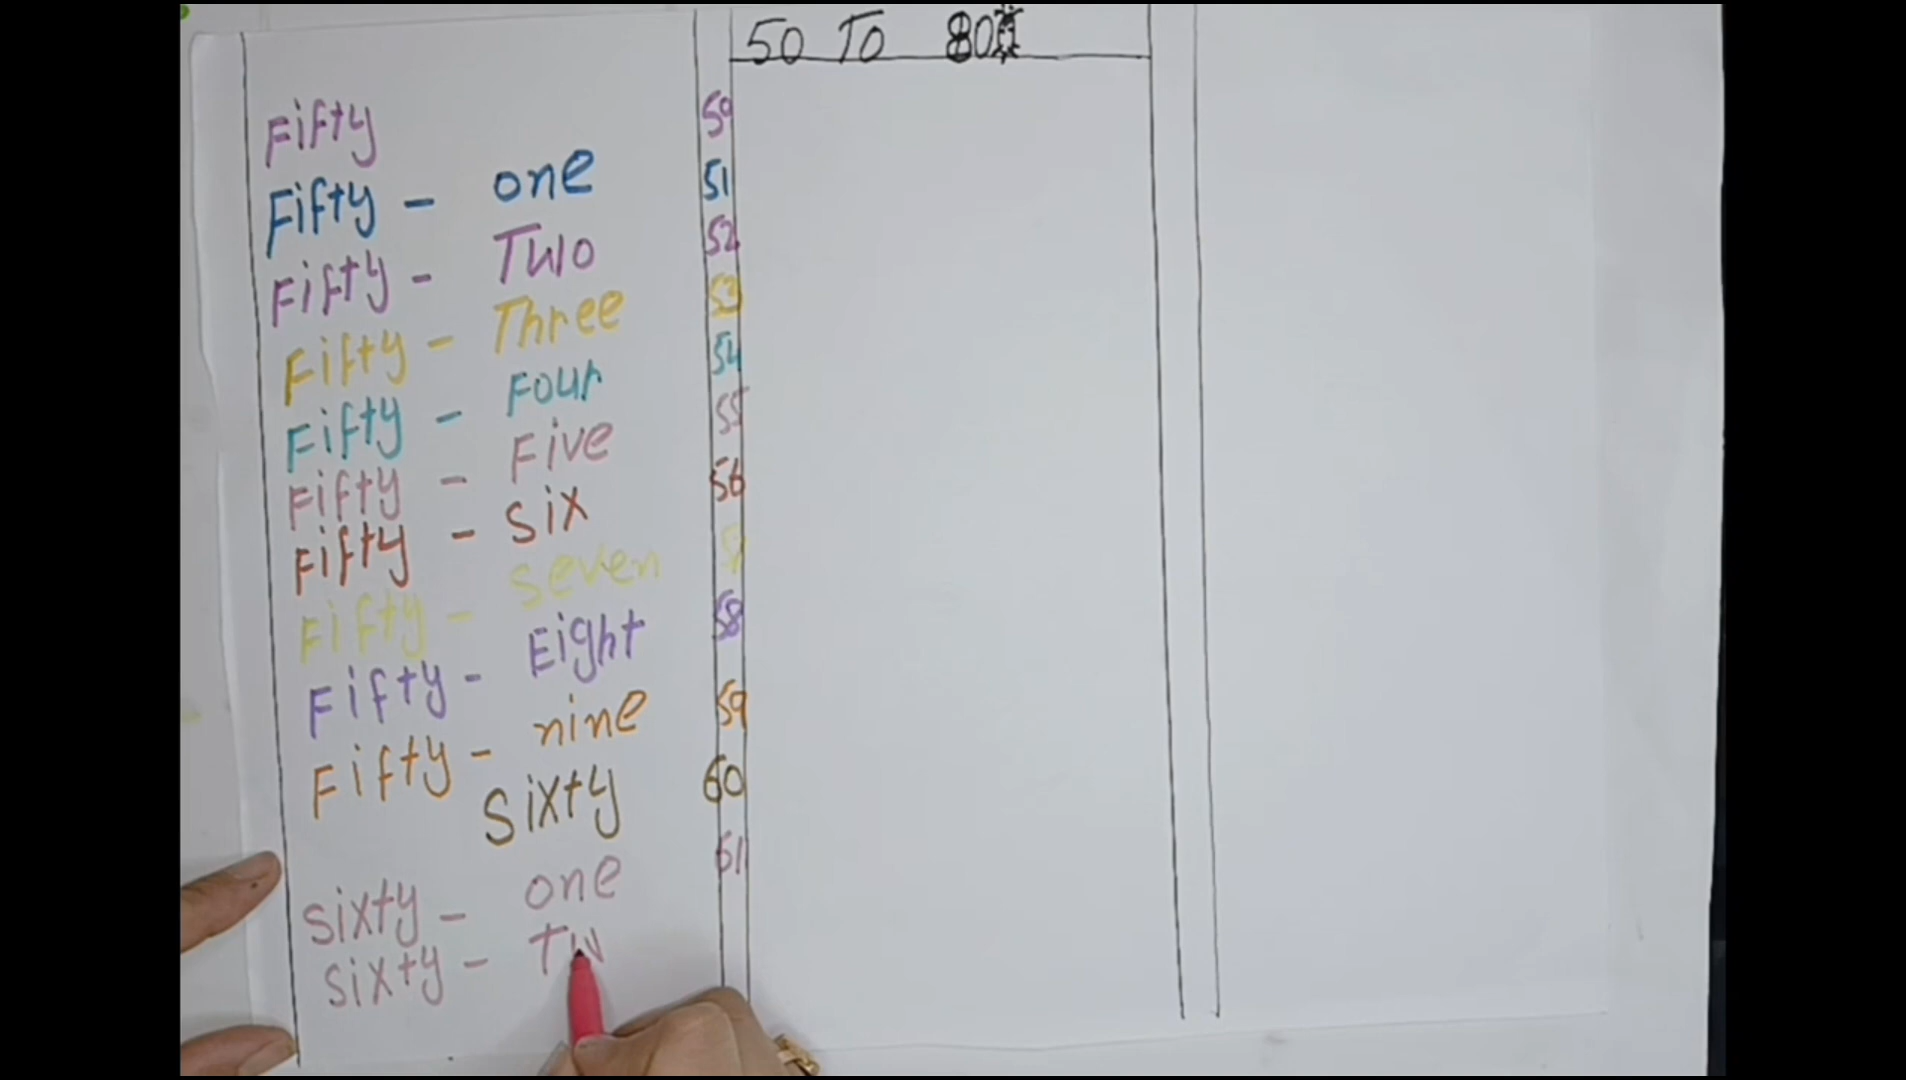 50 To 80
Fifty 50
Fifty - one 51
Fifty - Two 52
Fifty - Three 53
Fifty - Four 54
Fifty - Five 55
Fifty - six 56
Fifty - seven 57
Fifty - Eight 58
Fifty - nine 59
sixty 60
sixty - one 61
sixty - Tw